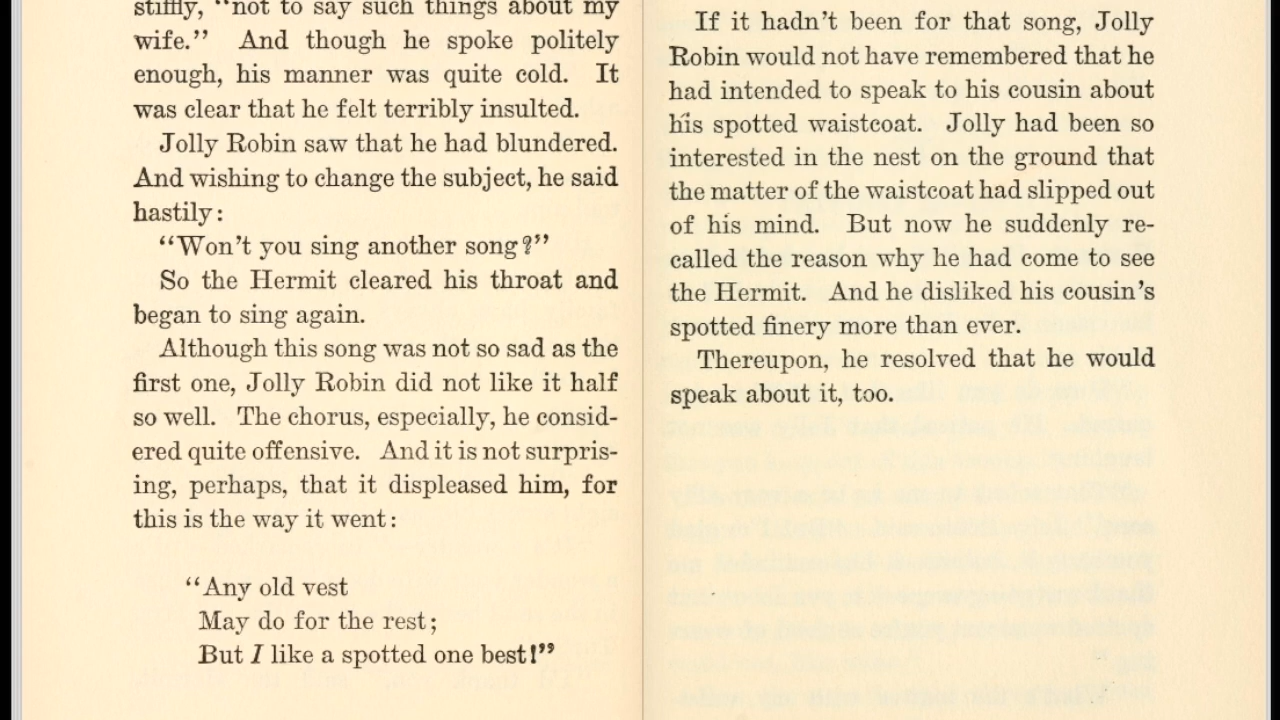 stiffly, "not to say such things about my
wife." And though he spoke politely
enough, his manner was quite cold. It
was clear that he felt terribly insulted.
Jolly Robin saw that he had blundered.
And wishing to change the subject, he said
hastily:
"Won't you sing another song?"
So the Hermit cleared his throat and
began to sing again.
Although this song was not so sad as the
first one, Jolly Robin did not like it half
so well. The chorus, especially, he consid-
ered quite offensive. And it is not surpris-
ing, perhaps, that it displeased him, for
this is the way it went:
"Any old vest
May do for the rest;
But I like a spotted one best!"
If it hadn't been for that song, Jolly
Robin would not have remembered that he
had intended to speak to his cousin about
his spotted waistcoat. Jolly had been so
interested in the nest on the ground that
the matter of the waistcoat had slipped out
of his mind. But now he suddenly re-
called the reason why he had come to see
the Hermit. And he disliked his cousin's
spotted finery more than ever.
Thereupon, he resolved that he would
speak about it, too.